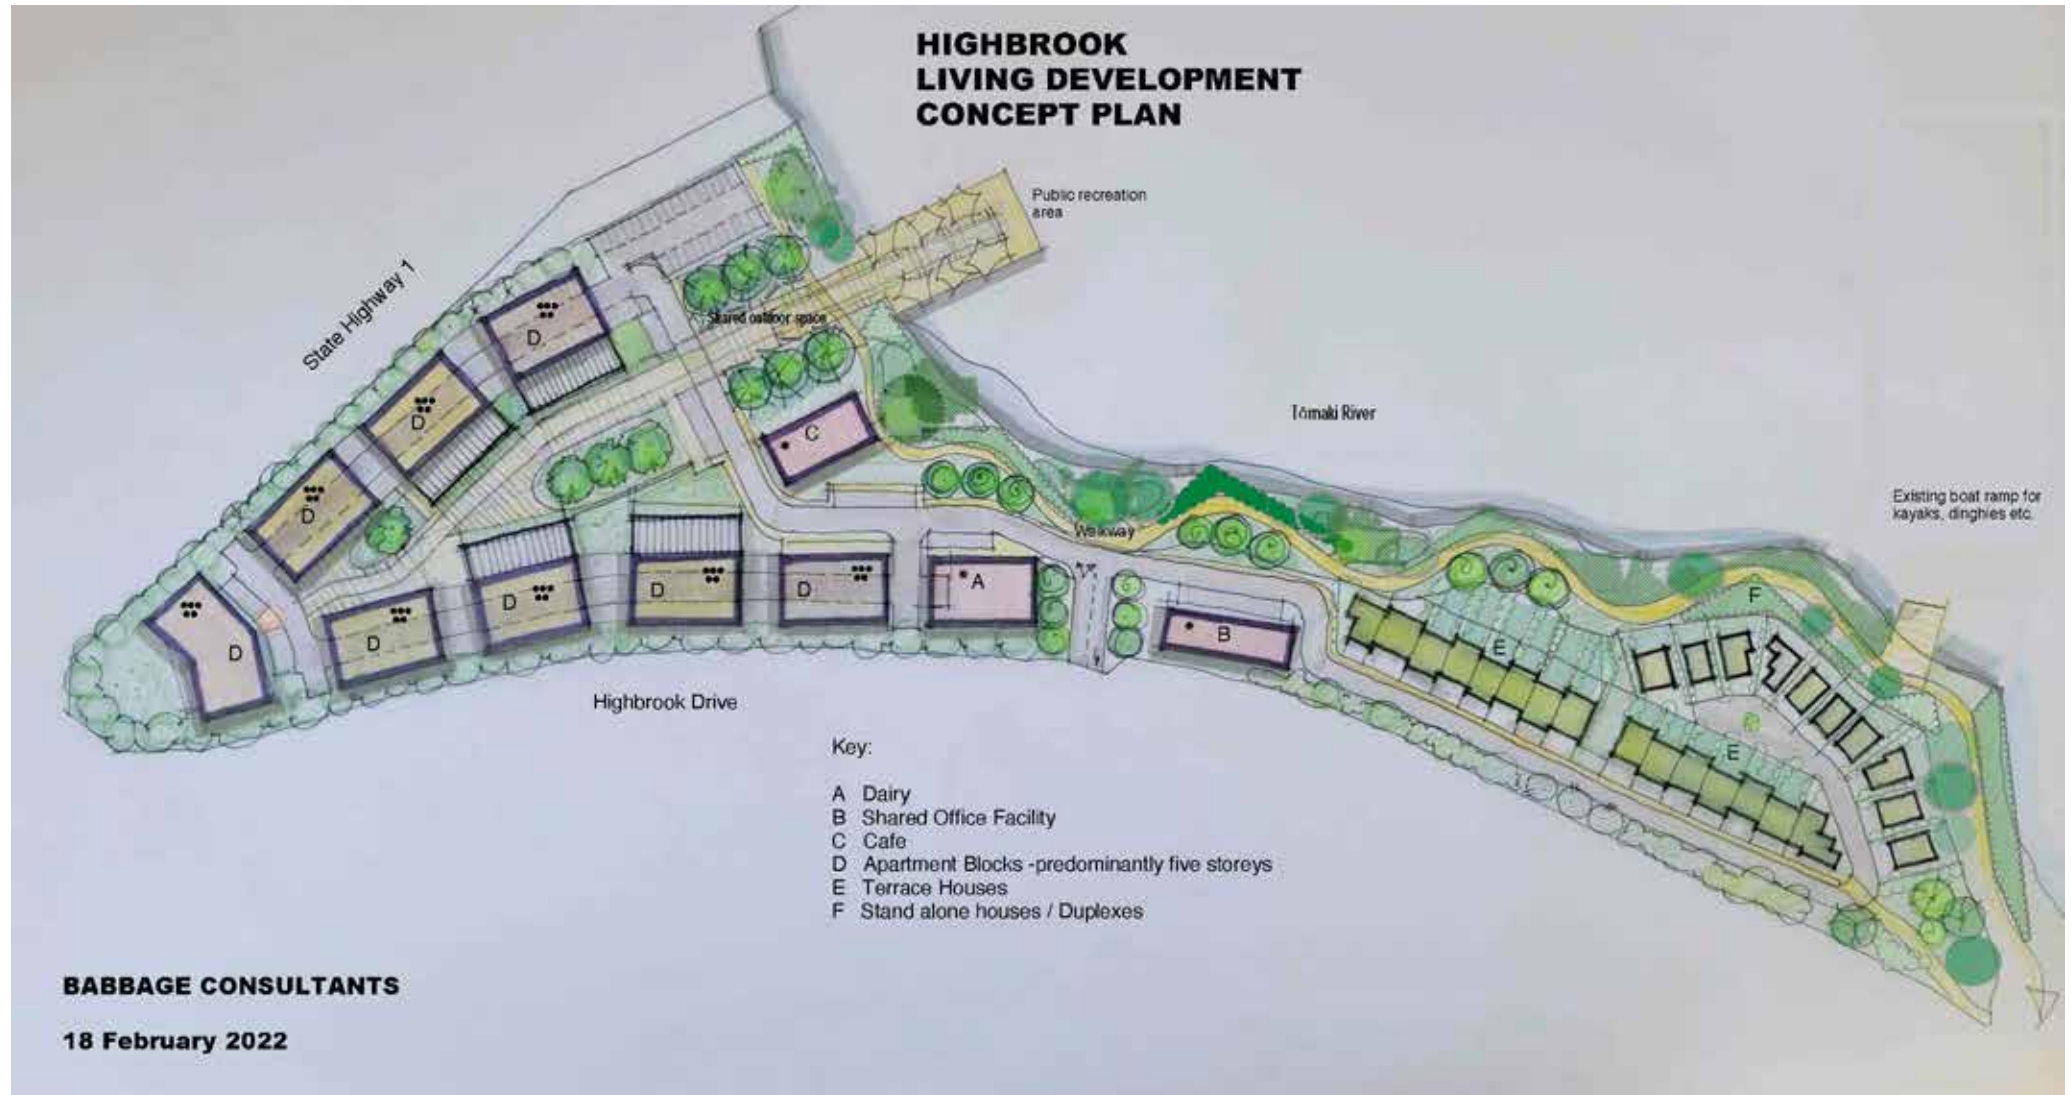 HIGHBROOK
LIVING DEVELOPMENT
CONCEPT PLAN
Public recreation
area
State Highway 1
Shared outdoor space
D
D
D
C
Tāmaki River
Existing boat ramp for
kayaks, dinghies etc.
Walkway
D
D
D
D
D
A
B
E
F
E
Highbrook Drive
Key:
A Dairy
B Shared Office Facility
C Cafe
D Apartment Blocks -predominantly five storeys
E Terrace Houses
F Stand alone houses / Duplexes
BABBAGE CONSULTANTS
18 February 2022